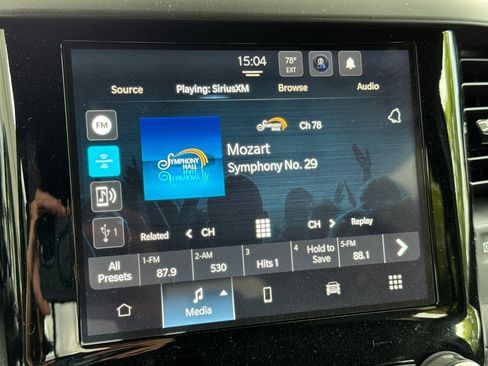 15:04
78°
EXT
Source
Playing: SiriusXM
Browse
Audio
FM
SYMPHONY
HALL
SYMPHONY
HALL
Ch 78
Mozart
Symphony No. 29
1
Related
CH
CH
Replay
All
Presets
1-FM
87.9
2-AM
530
3
Hits 1
4
Hold to
Save
5-FM
88.1
Media